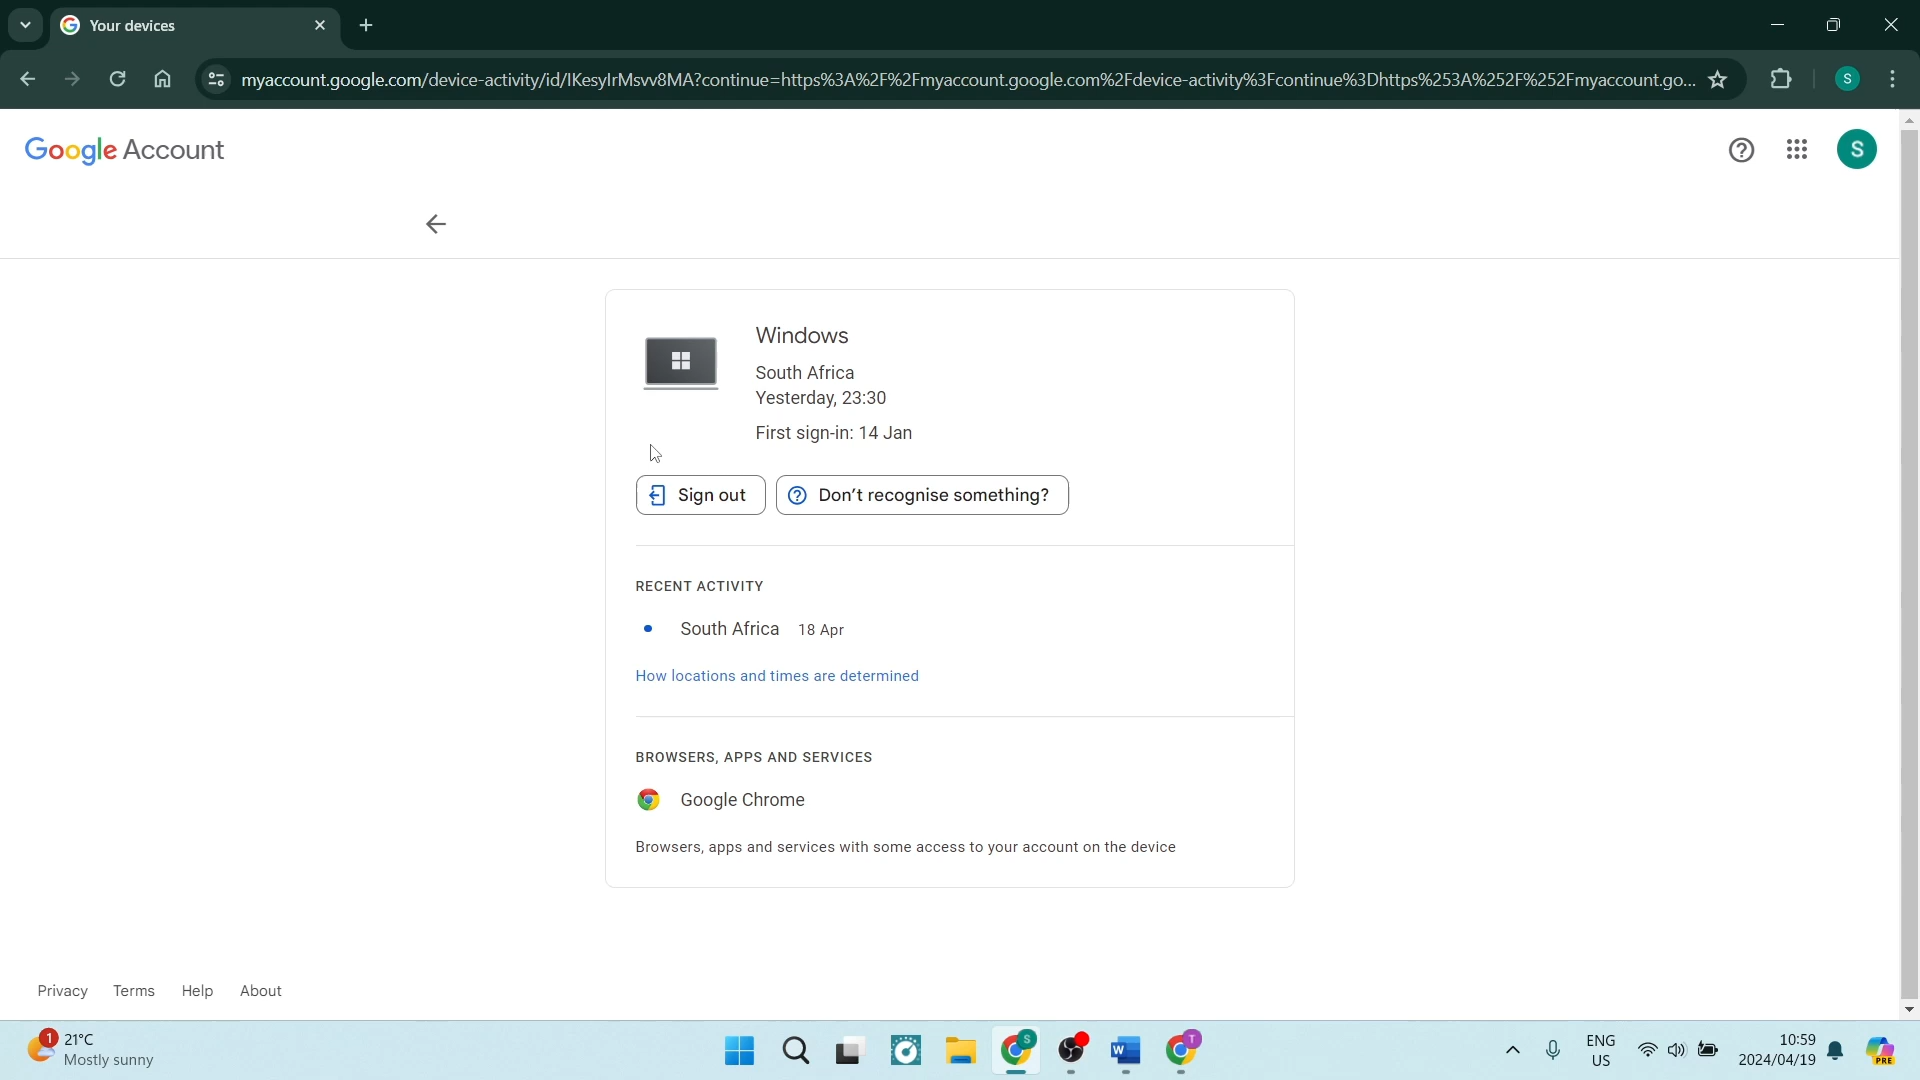 Your devices
myaccount.google.com/device-activity/id/IKesyIrMsvv8MA?continue=https%3A%2F%2Fmyaccount.google.com%2Fdevice-activity%3Fcontinue%3Dhttps%253A%252F%252Fmyaccount.go...
S
Google Account
S
Windows
South Africa
Yesterday, 23:30
First sign-in: 14 Jan
Sign out
Don't recognise something?
RECENT ACTIVITY
South Africa 18 Apr
How locations and times are determined
BROWSERS, APPS AND SERVICES
Google Chrome
Browsers, apps and services with some access to your account on the device
Privacy Terms Help About
1
21°C
Mostly sunny
S
W
T
ENG
US
10:59
2024/04/19
PRE